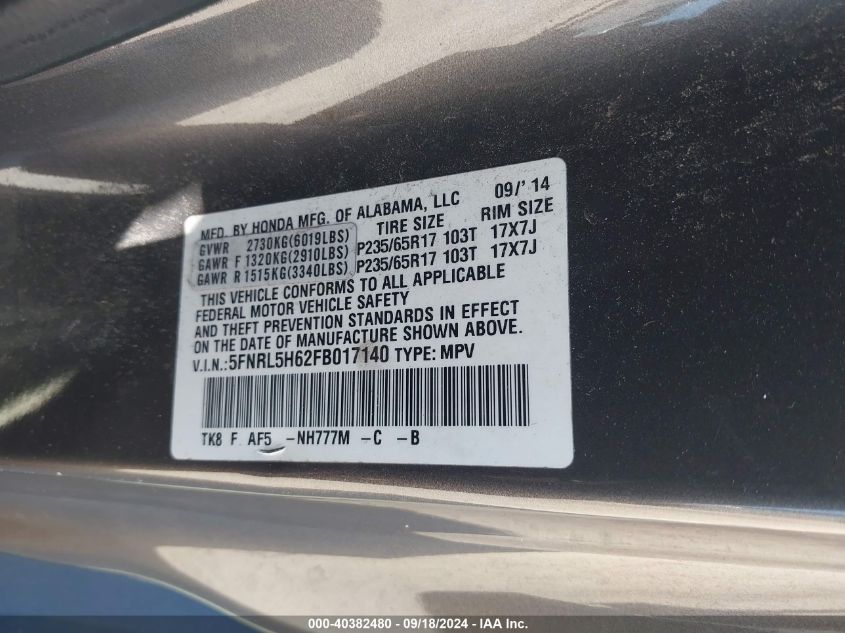 MFD. BY HONDA MFG. OF ALABAMA, LLC 09/'14
TIRE SIZE RIM SIZE
GVWR 2730KG(6019LBS)
GAWR F 1320KG(2910LBS) P235/65R17 103T 17X7J
GAWR R 1515KG(3340LBS) P235/65R17 103T 17X7J
THIS VEHICLE CONFORMS TO ALL APPLICABLE
FEDERAL MOTOR VEHICLE SAFETY
AND THEFT PREVENTION STANDARDS IN EFFECT
ON THE DATE OF MANUFACTURE SHOWN ABOVE.
V.I.N.:5FNRL5H62FB017140 TYPE: MPV
TK8 F AF5 -NH777M -C -B
000-40382480 - 09/18/2024 - IAA Inc.